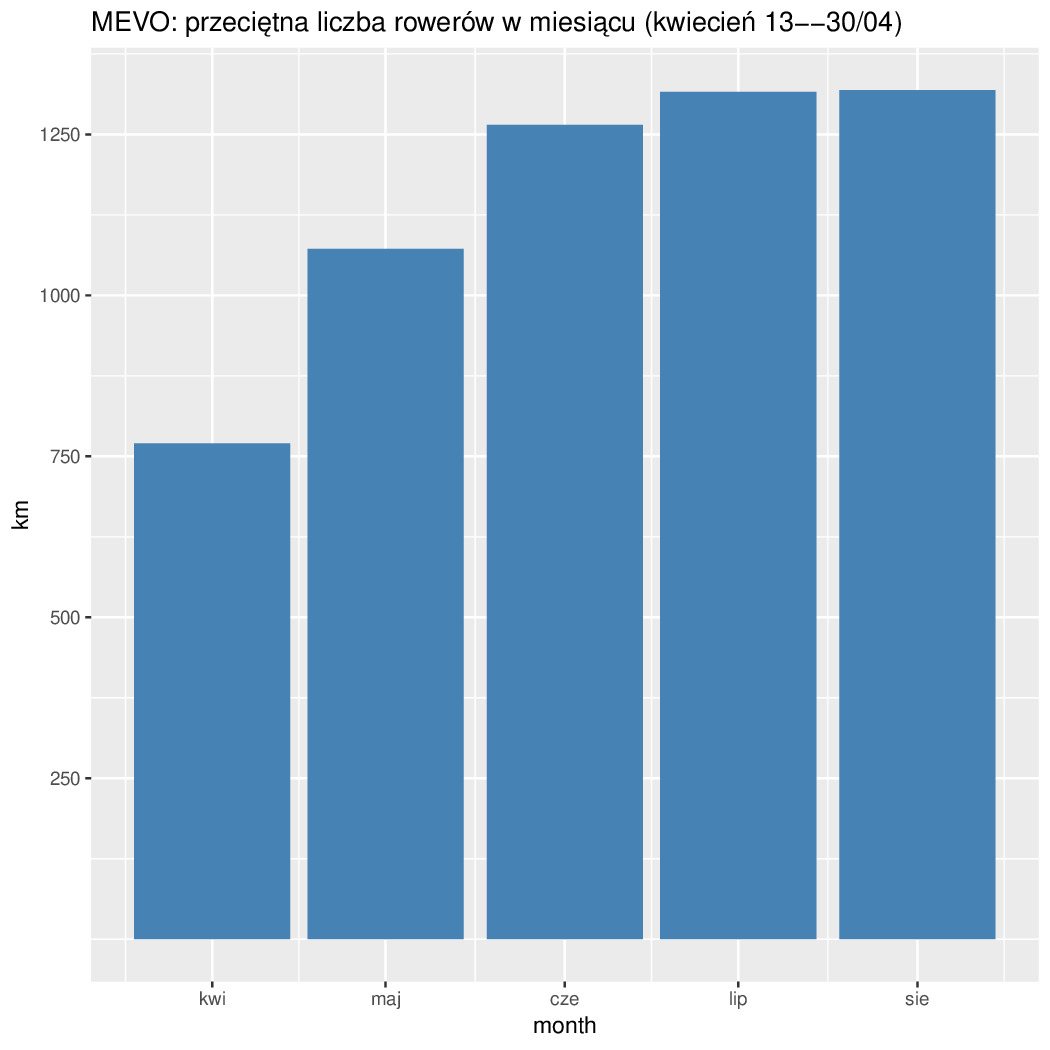 MEVO: przeciętna liczba rowerów w miesiącu (kwiecień 13−−30/04)
1250
1000
750
500
250
km
kwi maj cze lip sie
month